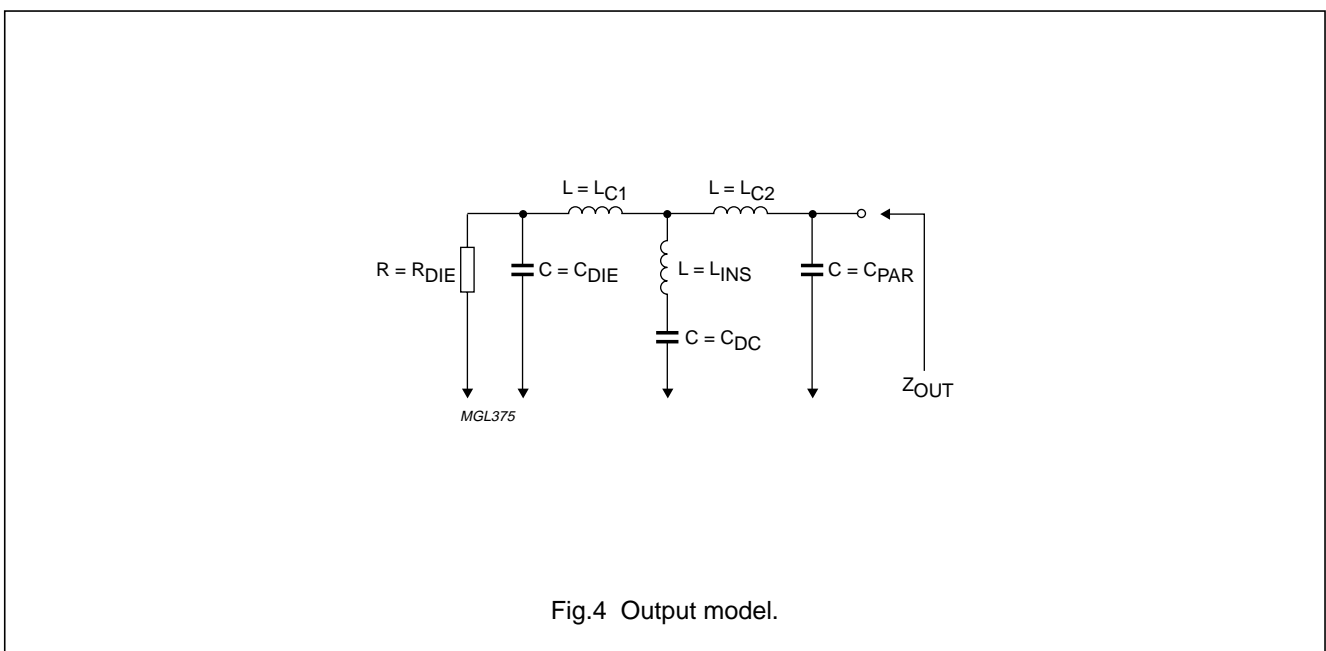 L = LC1
L = LC2
R = RDIE
C = CDIE
L = LINS
C = CPAR
C = CDC
ZOUT
MGL375
Fig.4 Output model.